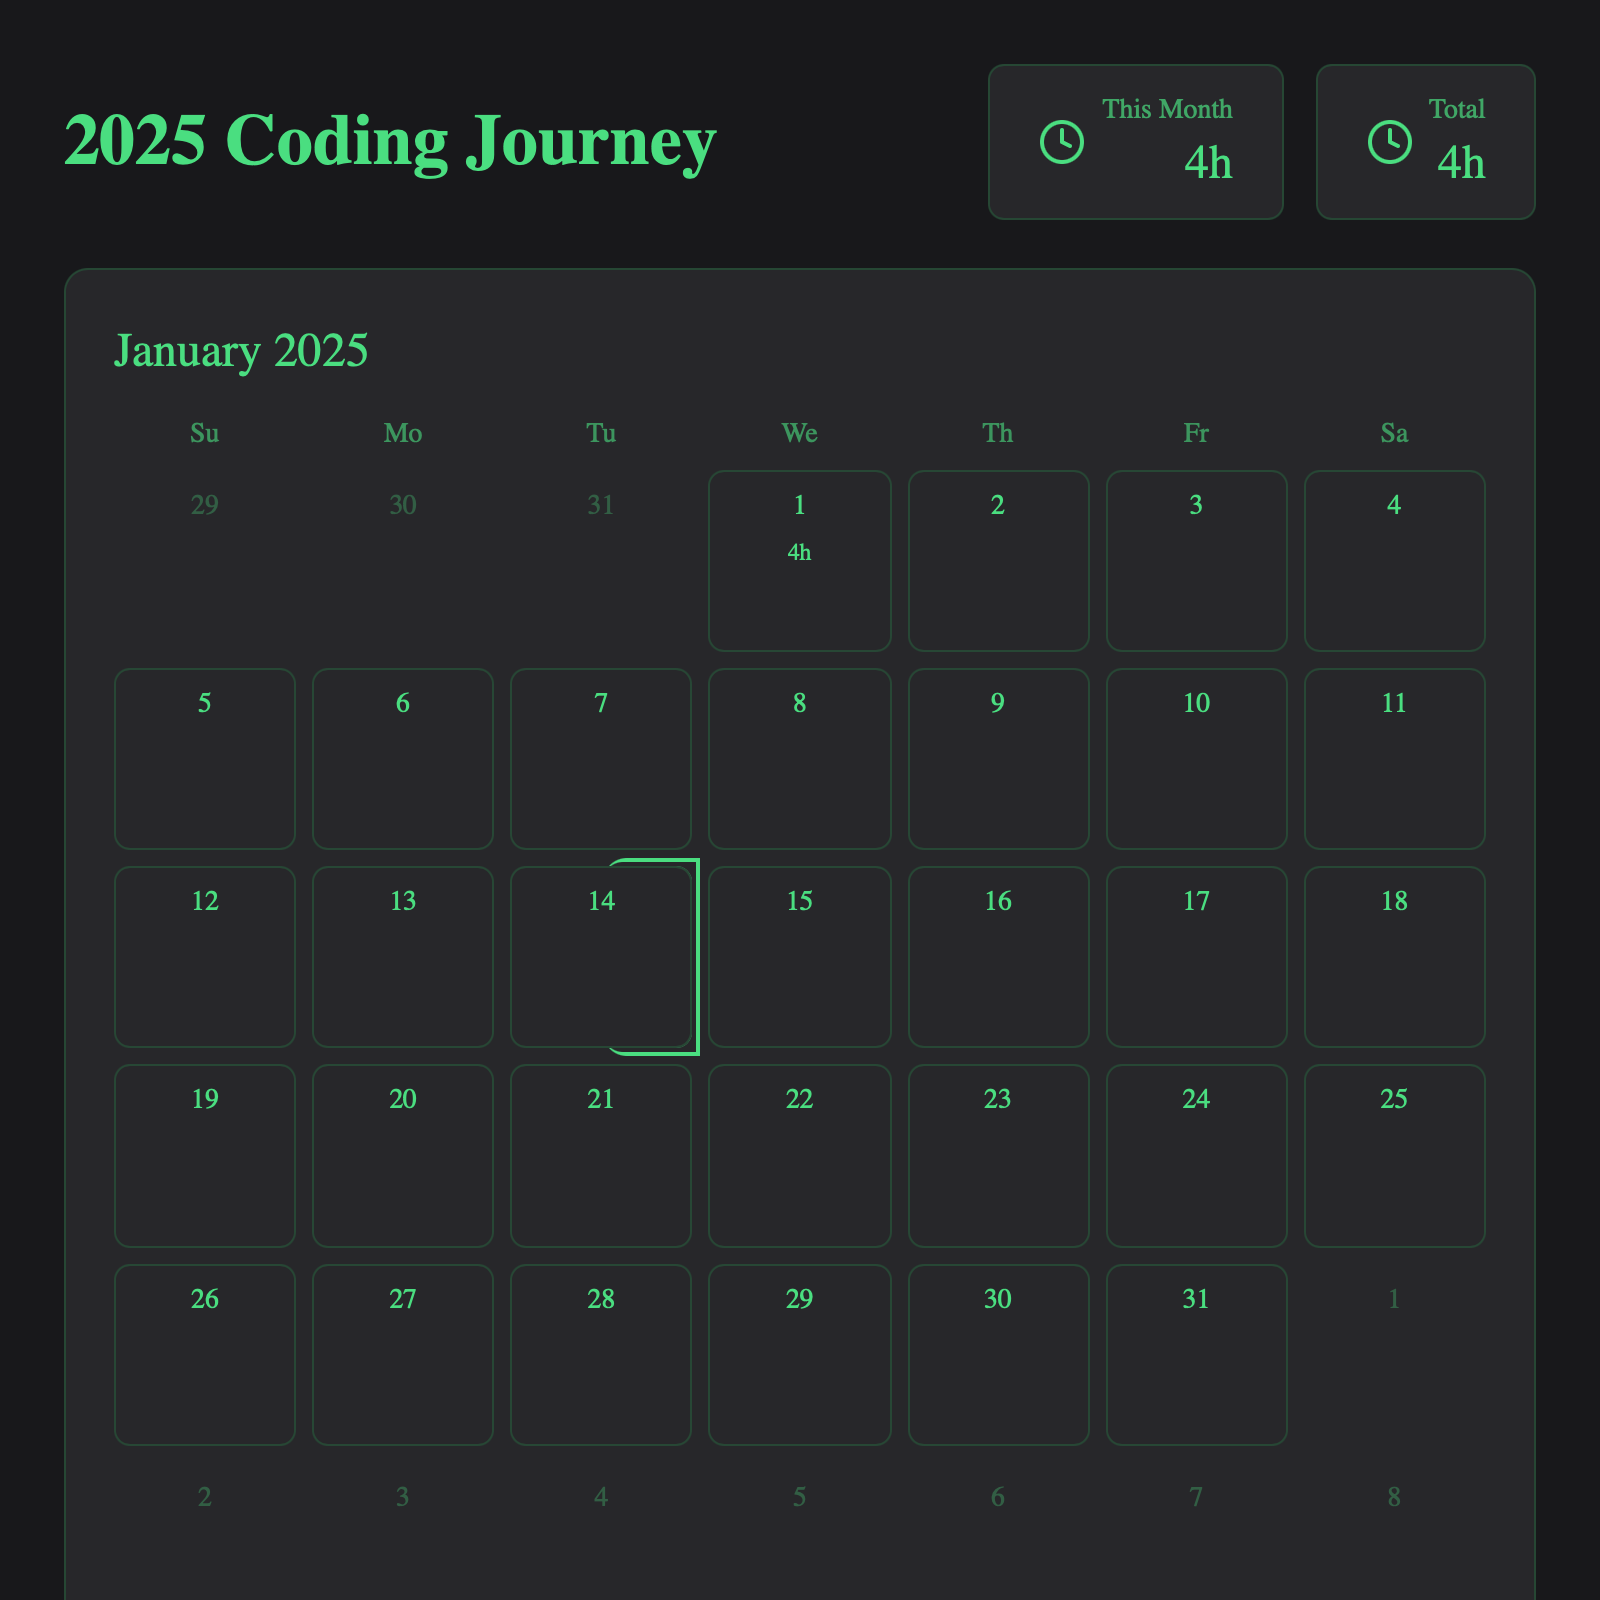 2025 Coding Journey
This Month
4h
Total
4h
January 2025
Su Mo Tu We Th Fr Sa
29 30 31 1 2 3 4
4h
5 6 7 8 9 10 11
12 13 14 15 16 17 18
19 20 21 22 23 24 25
26 27 28 29 30 31 1
2 3 4 5 6 7 8